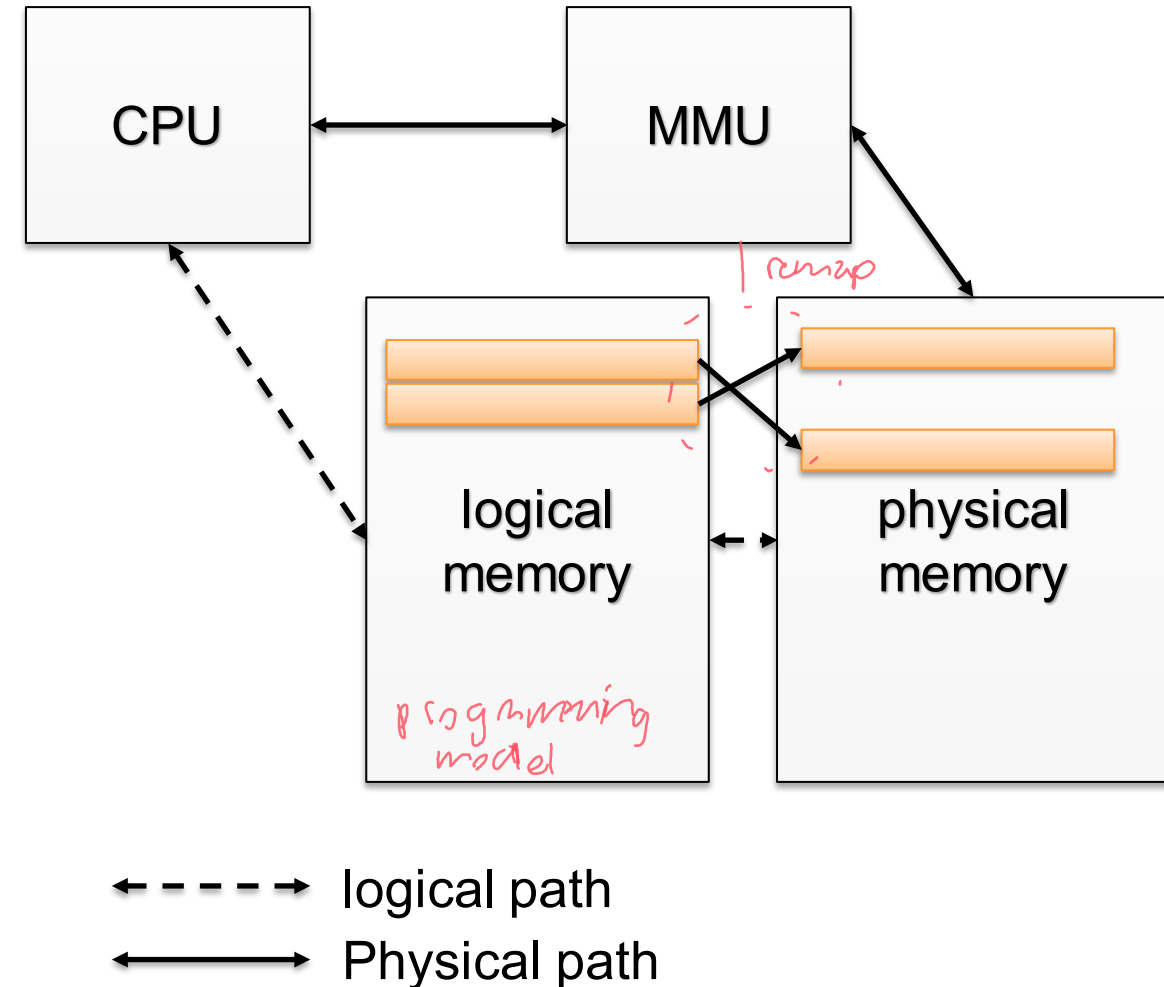 CPU
MMU
remap
logical
memory
physical
memory
programming
model
logical path
Physical path